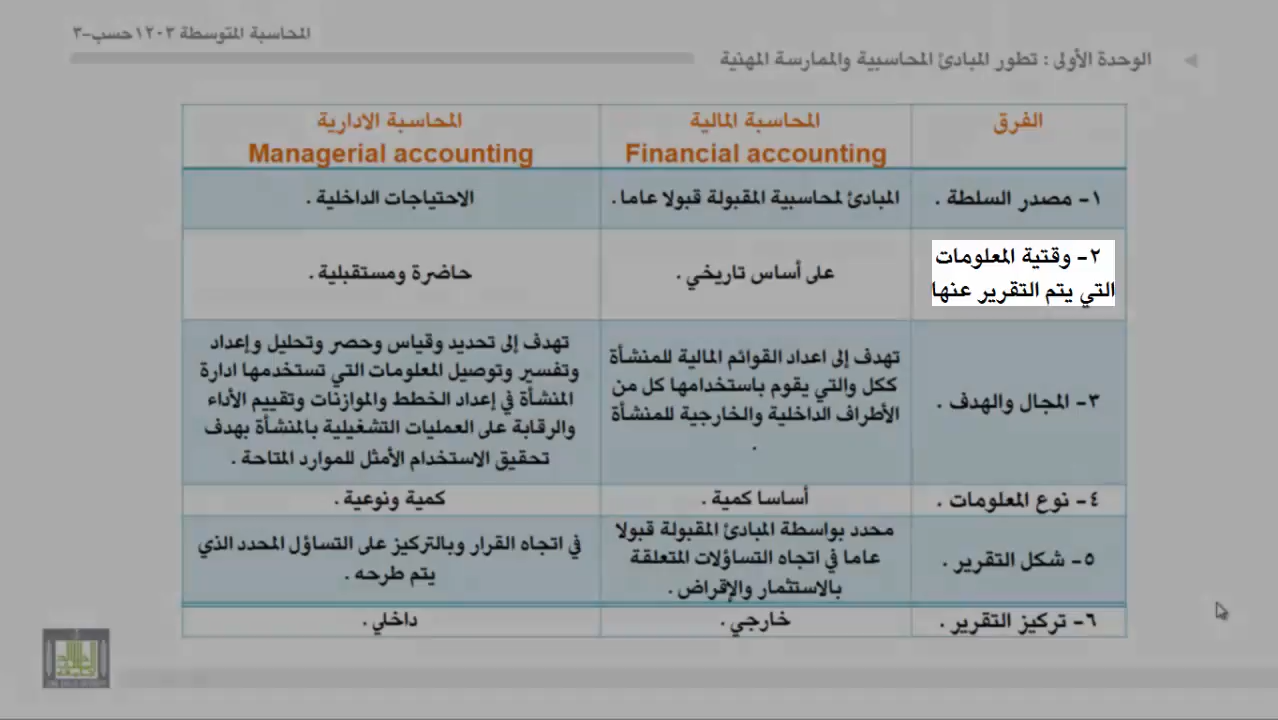 المحاسبة المتوسطة ١٢٠٣حسب-٣
الوحدة الأولى : تطور المبادئ المحاسبية والممارسة المهنية
الفرق
المحاسبة المالية
Financial accounting
المحاسبة الادارية
Managerial accounting
١- مصدر السلطة .
المبادئ لمحاسبية المقبولة قبولا عاما .
الاحتياجات الداخلية .
٢- وقتية المعلومات
التي يتم التقرير عنها
على أساس تاريخي .
حاضرة ومستقبلية .
٣- المجال والهدف .
تهدف إلى اعداد القوائم المالية للمنشأة
ككل والتي يقوم باستخدامها كل من
الأطراف الداخلية والخارجية للمنشأة
.
تهدف إلى تحديد وقياس وحصر وتحليل وإعداد
وتفسير وتوصيل المعلومات التي تستخدمها ادارة
المنشأة في إعداد الخطط والموازنات وتقييم الأداء
والرقابة على العمليات التشغيلية بالمنشأة بهدف
تحقيق الاستخدام الأمثل للموارد المتاحة .
٤- نوع المعلومات .
أساسا كمية .
كمية ونوعية .
٥- شكل التقرير .
محدد بواسطة المبادئ المقبولة قبولا
عاما في اتجاه التساؤلات المتعلقة
بالاستثمار والإقراض .
في اتجاه القرار وبالتركيز على التساؤل المحدد الذي
يتم طرحه .
٦- تركيز التقرير .
خارجي .
داخلي .